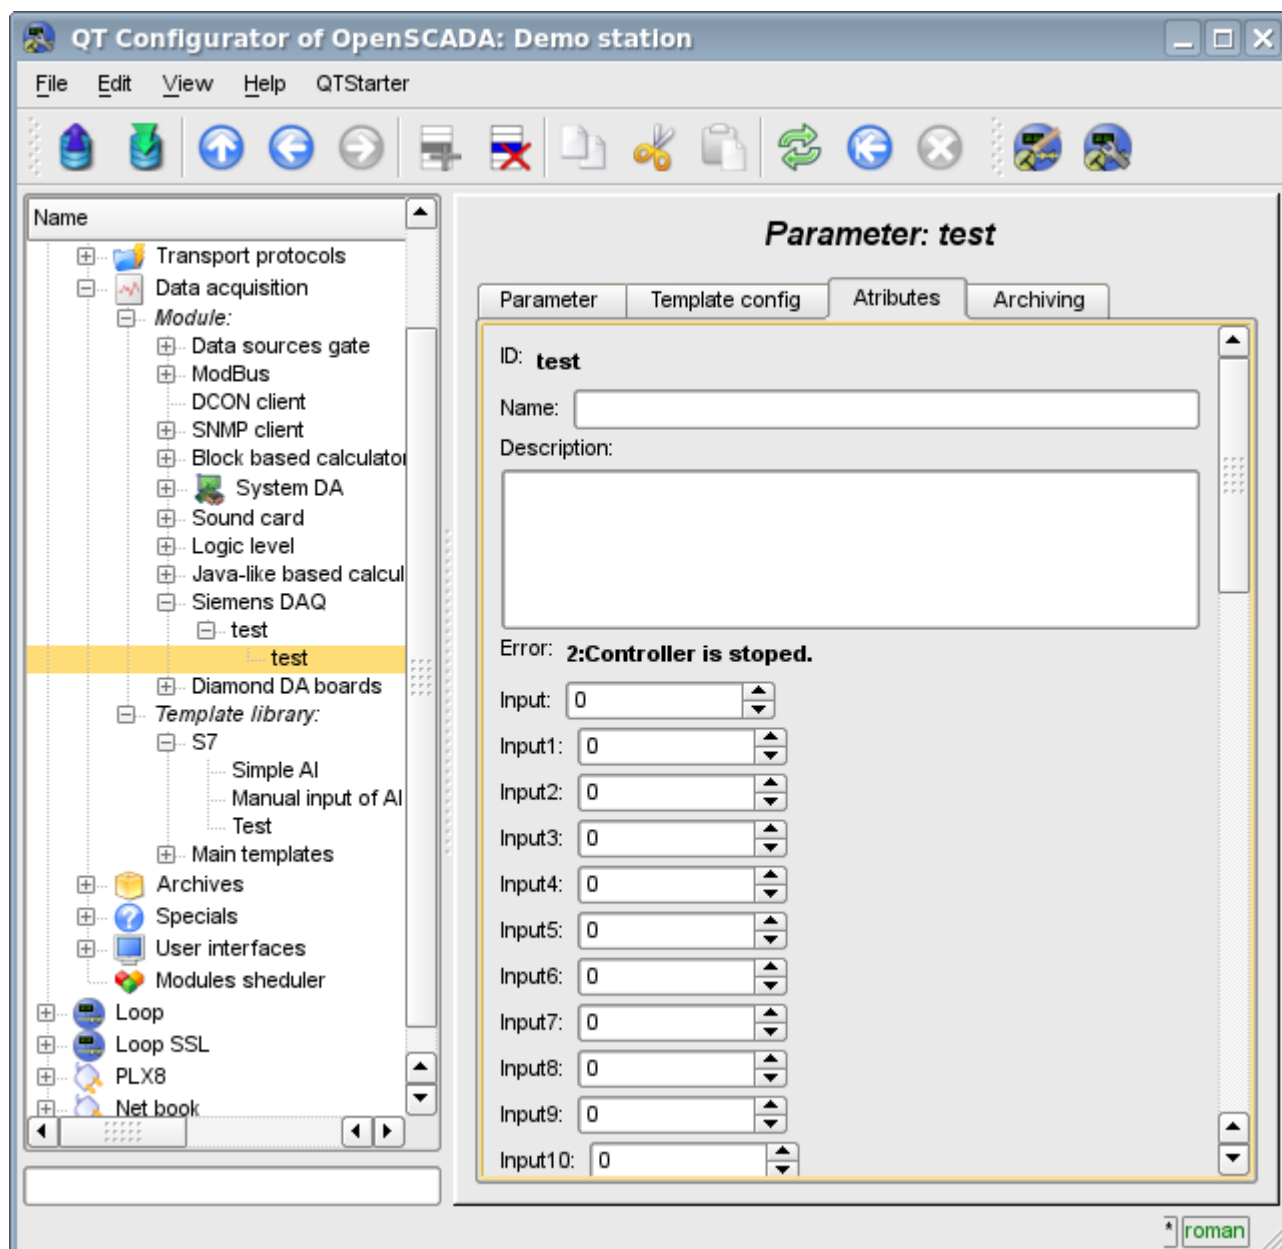 QT Configurator of OpenSCADA: Demo station
File Edit View Help QTStarter
Name
Transport protocols
Data acquisition
Module:
Data sources gate
ModBus
DCON client
SNMP client
Block based calculator
System DA
Sound card
Logic level
Java-like based calcul
Siemens DAQ
test
test
Diamond DA boards
Template library:
S7
Simple AI
Manual input of AI
Test
Main templates
Archives
Specials
User interfaces
Modules sheduler
Loop
Loop SSL
PLX8
Net book
Parameter: test
Parameter Template config Atributes Archiving
ID: test
Name:
Description:
Error: 2:Controller is stoped.
Input: 0
Input1: 0
Input2: 0
Input3: 0
Input4: 0
Input5: 0
Input6: 0
Input7: 0
Input8: 0
Input9: 0
Input10: 0
* roman